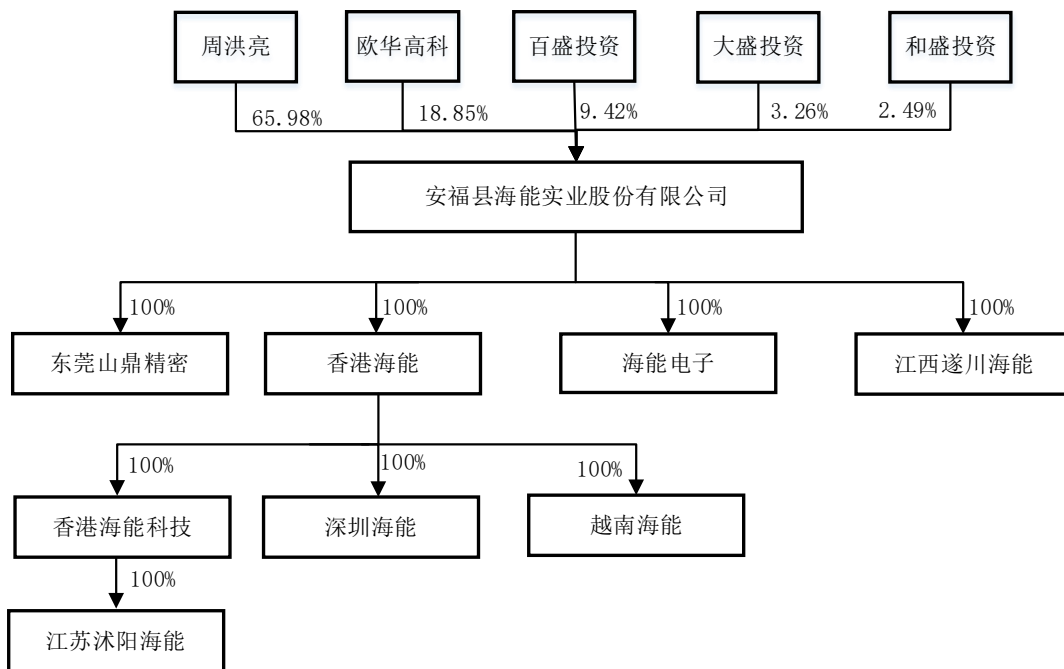 周洪亮
欧华高科
百盛投资
大盛投资
和盛投资
65.98%
18.85%
9.42%
3.26%
2.49%
安福县海能实业股份有限公司
100%
100%
100%
100%
东莞山鼎精密
香港海能
海能电子
江西遂川海能
100%
100%
100%
香港海能科技
深圳海能
越南海能
100%
江苏沭阳海能